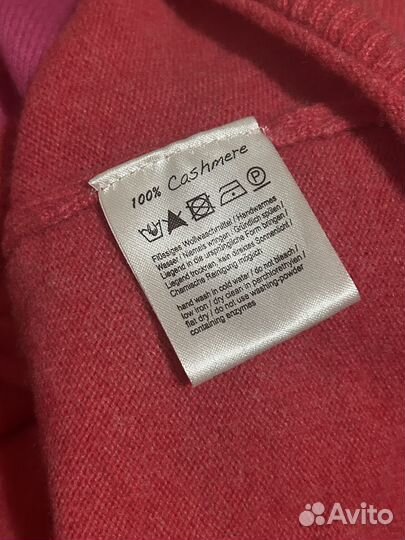 100% Cashmere
P
Flüssiges Wollwaschmittel / Handwarmes
Wasser / Niemals wringen / Gründlich spülen /
Liegend in die ursprüngliche Form bringen /
Liegend trocknen, kein direktes Sonnenlicht /
Chemische Reinigung möglich
hand wash in cold water / do not bleach /
low iron / dry clean in perchlorethylen /
flat dry / do not use washing-powder
containing enzymes
Avito